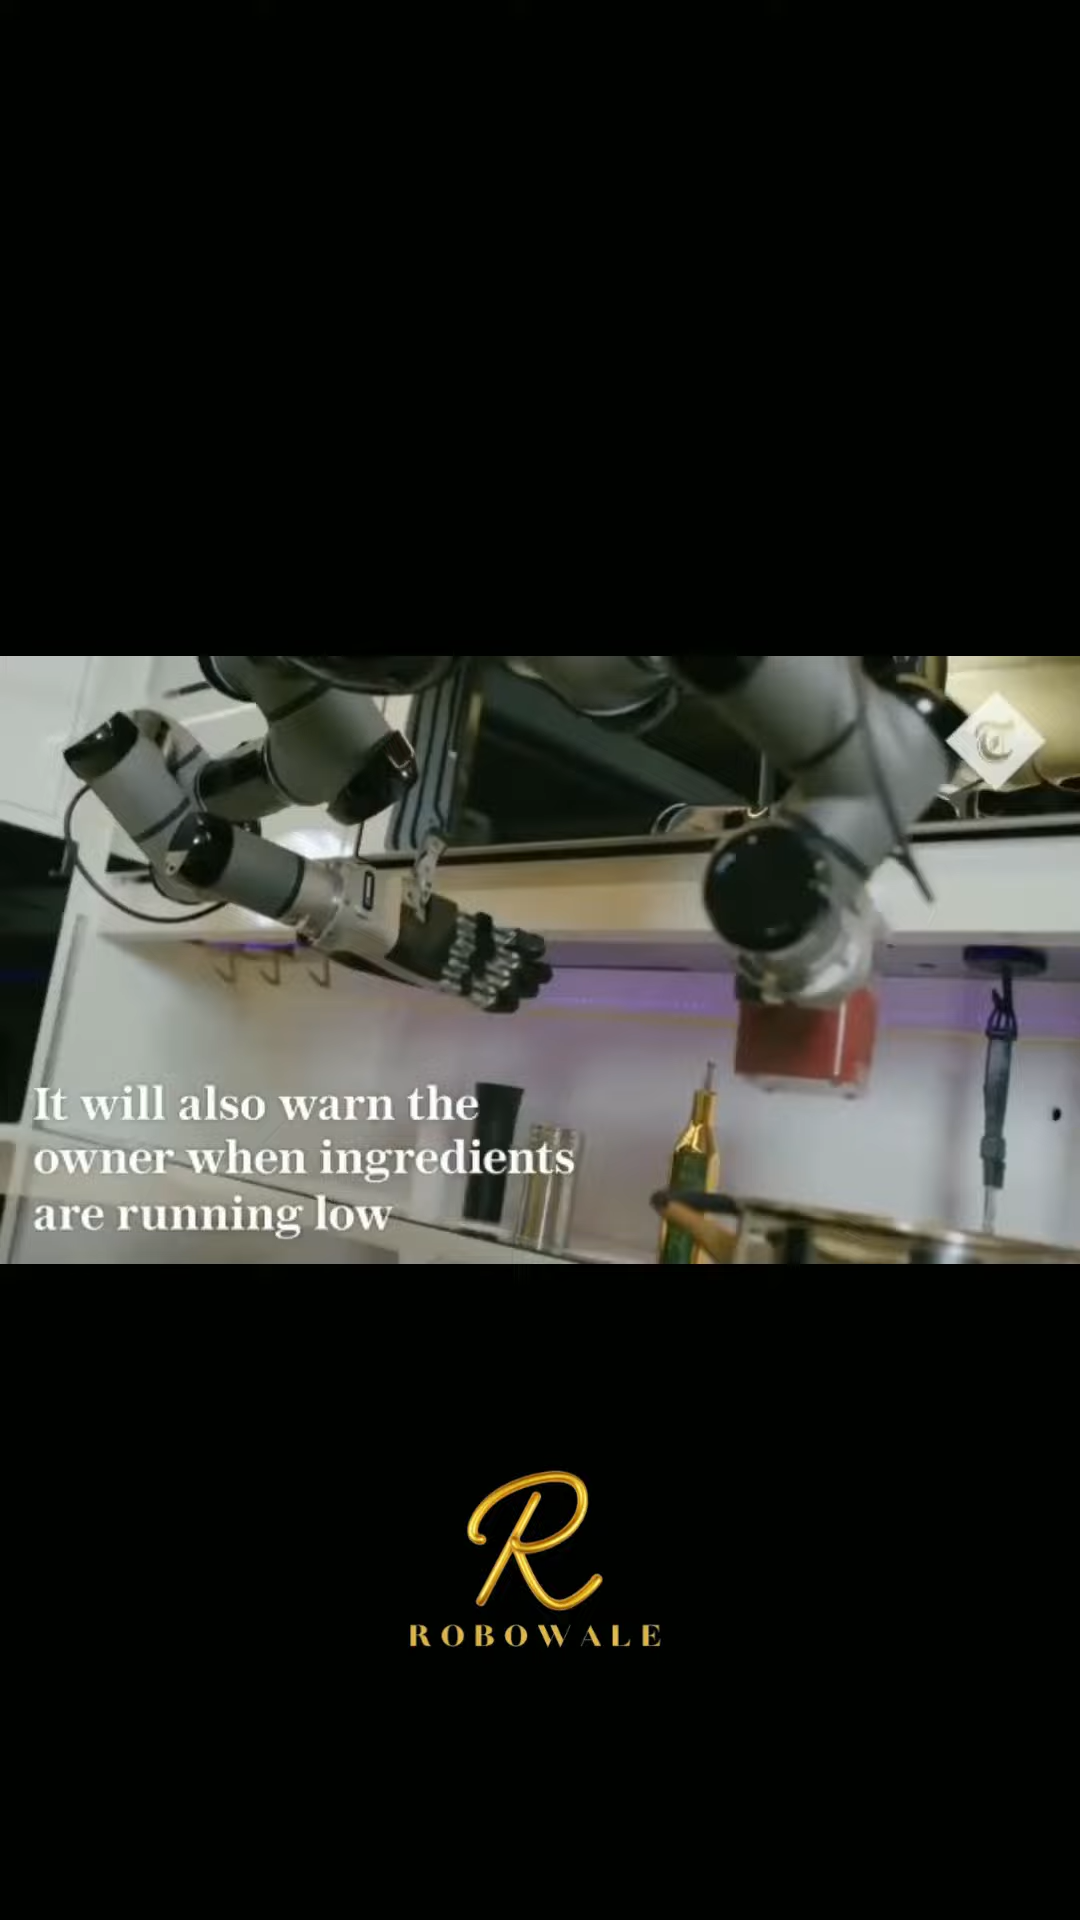 T
It will also warn the
owner when ingredients
are running low
R
ROBOWALE